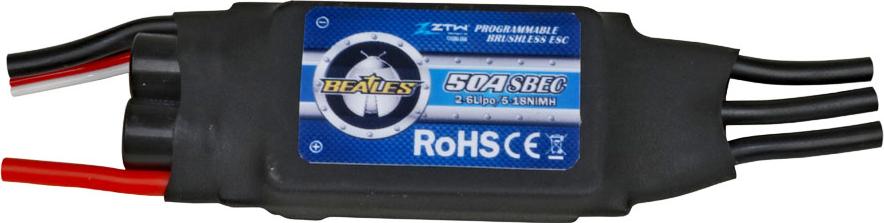 ZTW PROGRAMMABLE
BRUSHLESS ESC
BEATLES
50A SBEC
2-6Lipo/5-18NiMH
RoHS CE